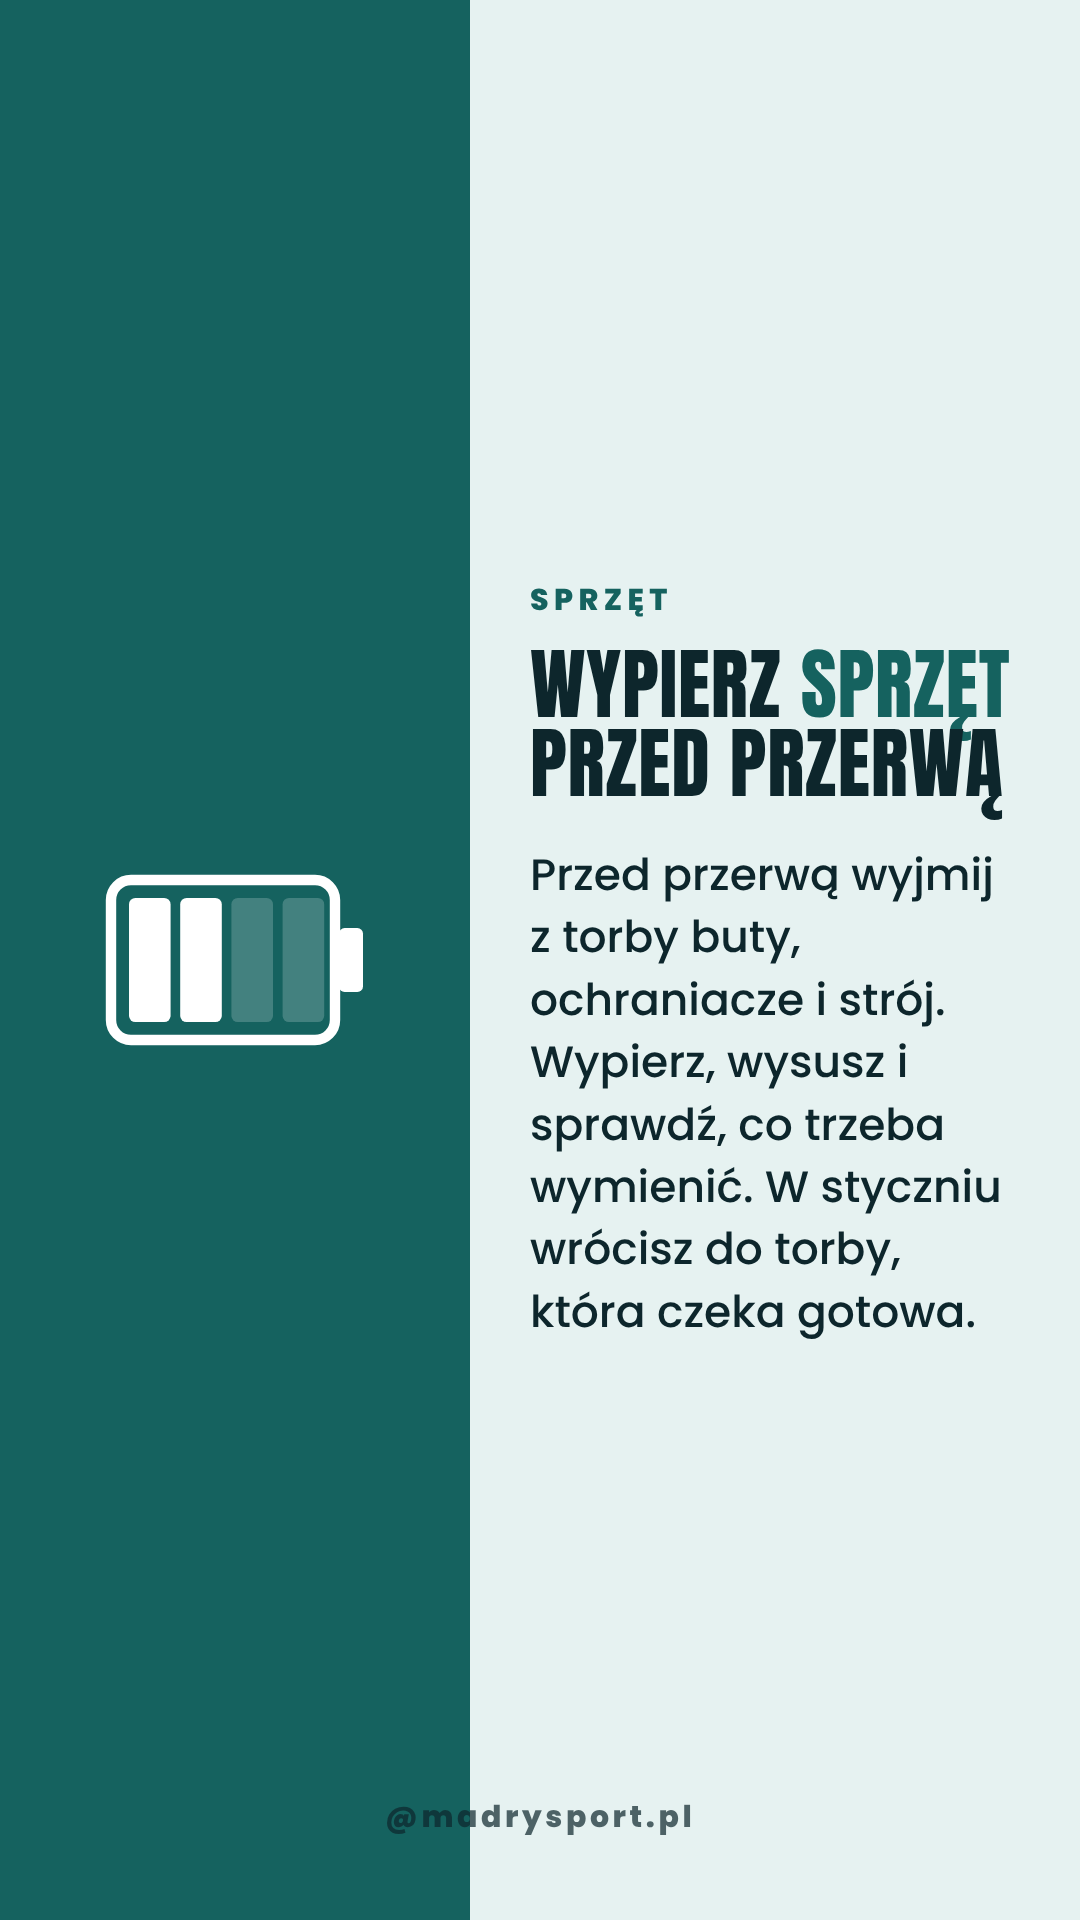 SPRZĘT
WYPIERZ SPRZĘT
PRZED PRZERWĄ
Przed przerwą wyjmij
z torby buty,
ochraniacze i strój.
Wypierz, wysusz i
sprawdź, co trzeba
wymienić. W styczniu
wrócisz do torby,
która czeka gotowa.
@madrysport.pl